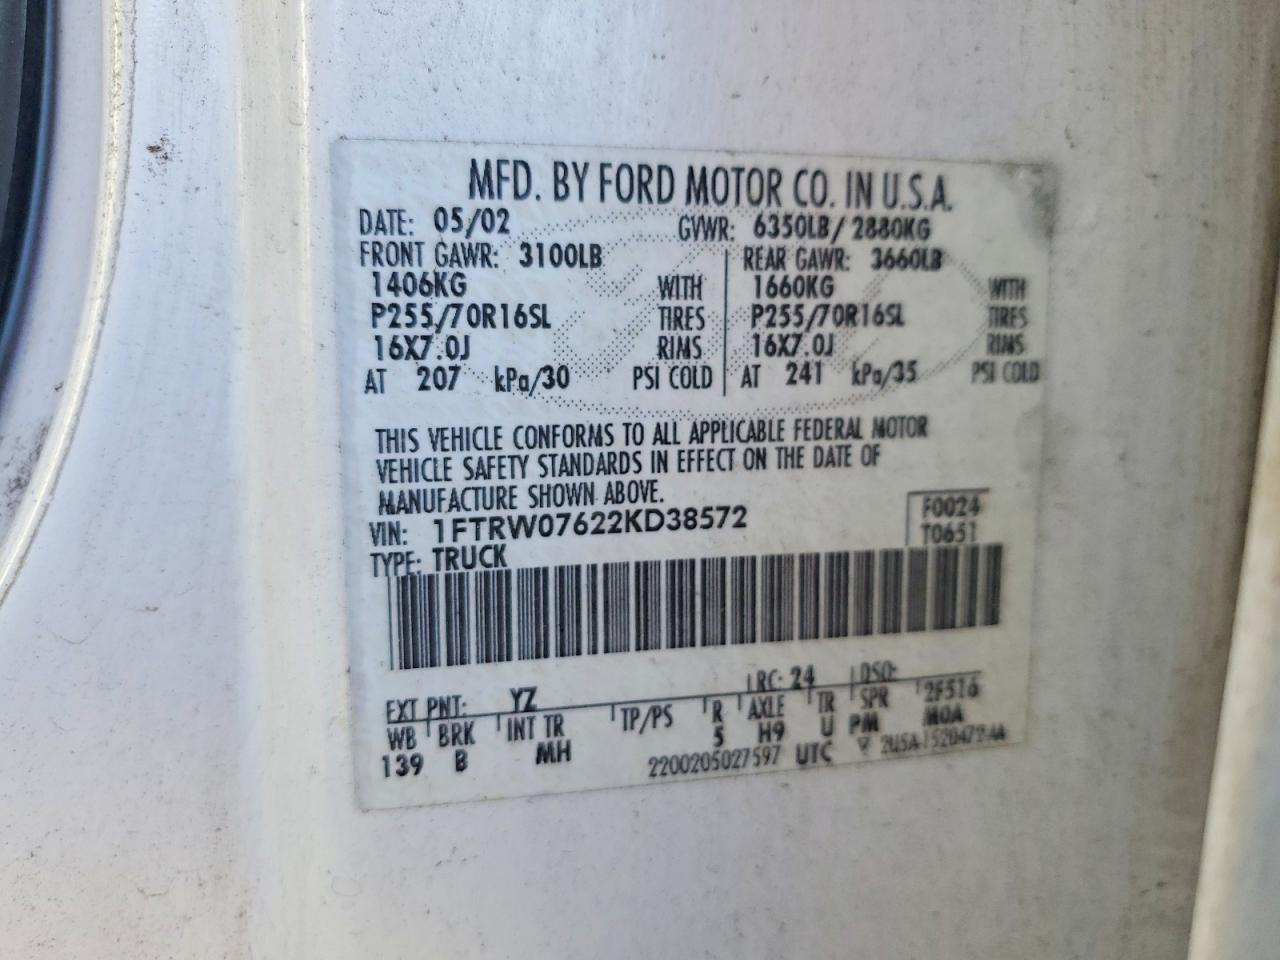 MFD. BY FORD MOTOR CO. IN U.S.A.
DATE: 05/02 GVWR: 6350LB/ 2880KG
FRONT GAWR: 3100LB REAR GAWR: 3660LB
1406KG WITH 1660KG WITH
P255/70R16SL TIRES P255/70R16SL TIRES
16X7.0J RIMS 16X7.0J RIMS
AT 207 kPa/30 PSI COLD AT 241 kPa/35 PSI COLD
THIS VEHICLE CONFORMS TO ALL APPLICABLE FEDERAL MOTOR
VEHICLE SAFETY STANDARDS IN EFFECT ON THE DATE OF
MANUFACTURE SHOWN ABOVE.
VIN: 1FTRW07622KD38572 F0024
TYPE: TRUCK T0651
EXT PNT: YZ RC: 24 DSO:
WB BRK INT TR TP/PS R AXLE TR SPR 2F516
139 B MH 5 H9 U PM MOA
2200205027597 UTC